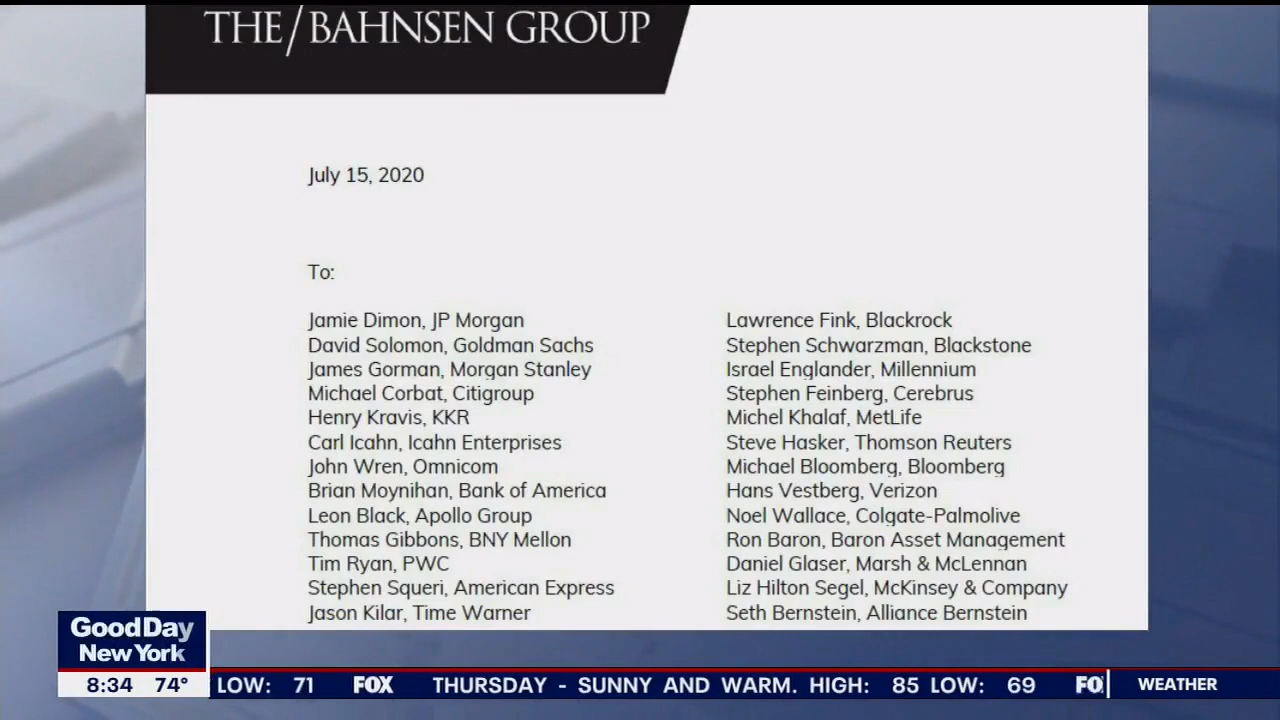 THE/BAHNSEN GROUP
July 15, 2020
To:
Jamie Dimon, JP Morgan
David Solomon, Goldman Sachs
James Gorman, Morgan Stanley
Michael Corbat, Citigroup
Henry Kravis, KKR
Carl Icahn, Icahn Enterprises
John Wren, Omnicom
Brian Moynihan, Bank of America
Leon Black, Apollo Group
Thomas Gibbons, BNY Mellon
Tim Ryan, PWC
Stephen Squeri, American Express
Jason Kilar, Time Warner
Lawrence Fink, Blackrock
Stephen Schwarzman, Blackstone
Israel Englander, Millennium
Stephen Feinberg, Cerebrus
Michel Khalaf, MetLife
Steve Hasker, Thomson Reuters
Michael Bloomberg, Bloomberg
Hans Vestberg, Verizon
Noel Wallace, Colgate-Palmolive
Ron Baron, Baron Asset Management
Daniel Glaser, Marsh & McLennan
Liz Hilton Segel, McKinsey & Company
Seth Bernstein, Alliance Bernstein
GoodDay
New York
8:34 74° LOW: 71 FOX THURSDAY - SUNNY AND WARM. HIGH: 85 LOW: 69 FO WEATHER